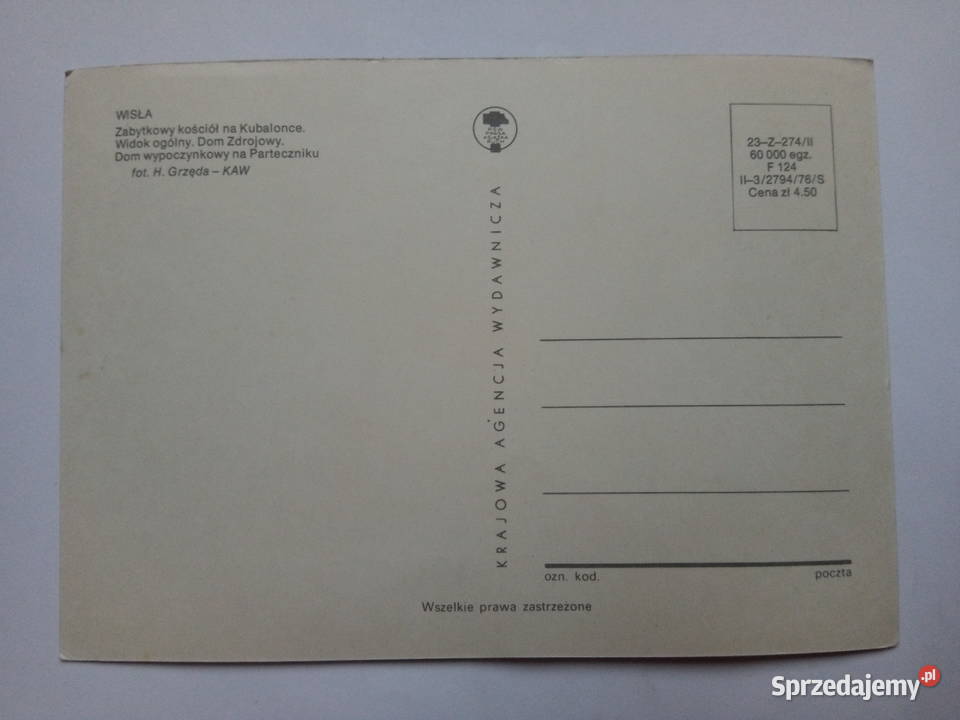 WISŁA
Zabytkowy kościół na Kubalonce.
Widok ogólny. Dom Zdrojowy.
Dom wypoczynkowy na Parteczniku
fot. H. Grzęda – KAW
KRAJOWA AGENCJA WYDAWNICZA
23–Z–274/II
60 000 egz.
F 124
II–3/2794/76/S
Cena zł 4.50
ozn. kod.
poczta
Wszelkie prawa zastrzeżone
Sprzedajemy.pl